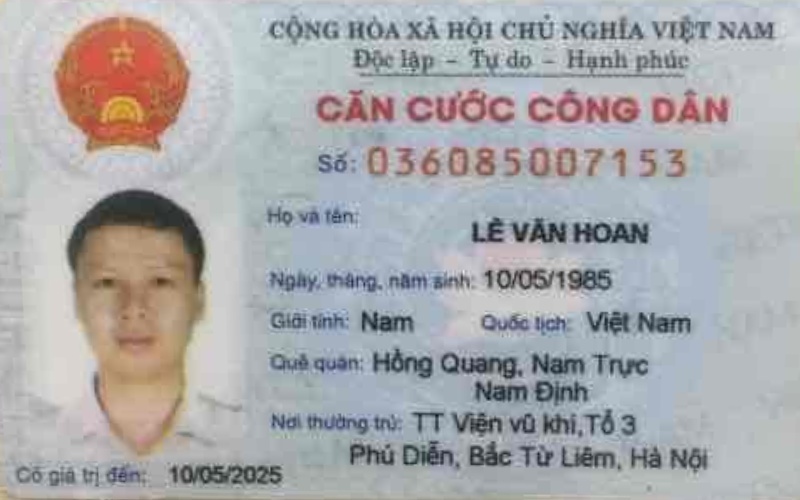 CỘNG HÒA XÃ HỘI CHỦ NGHĨA VIỆT NAM
Độc lập - Tự do - Hạnh phúc
CĂN CƯỚC CÔNG DÂN
Số: 036085007153
Họ và tên:
LÊ VĂN HOAN
Ngày, tháng, năm sinh: 10/05/1985
Giới tính: Nam Quốc tịch: Việt Nam
Quê quán: Hồng Quang, Nam Trực
Nam Định
Nơi thường trú: TT Viện vũ khí,Tổ 3
Phú Diễn, Bắc Từ Liêm, Hà Nội
Có giá trị đến: 10/05/2025